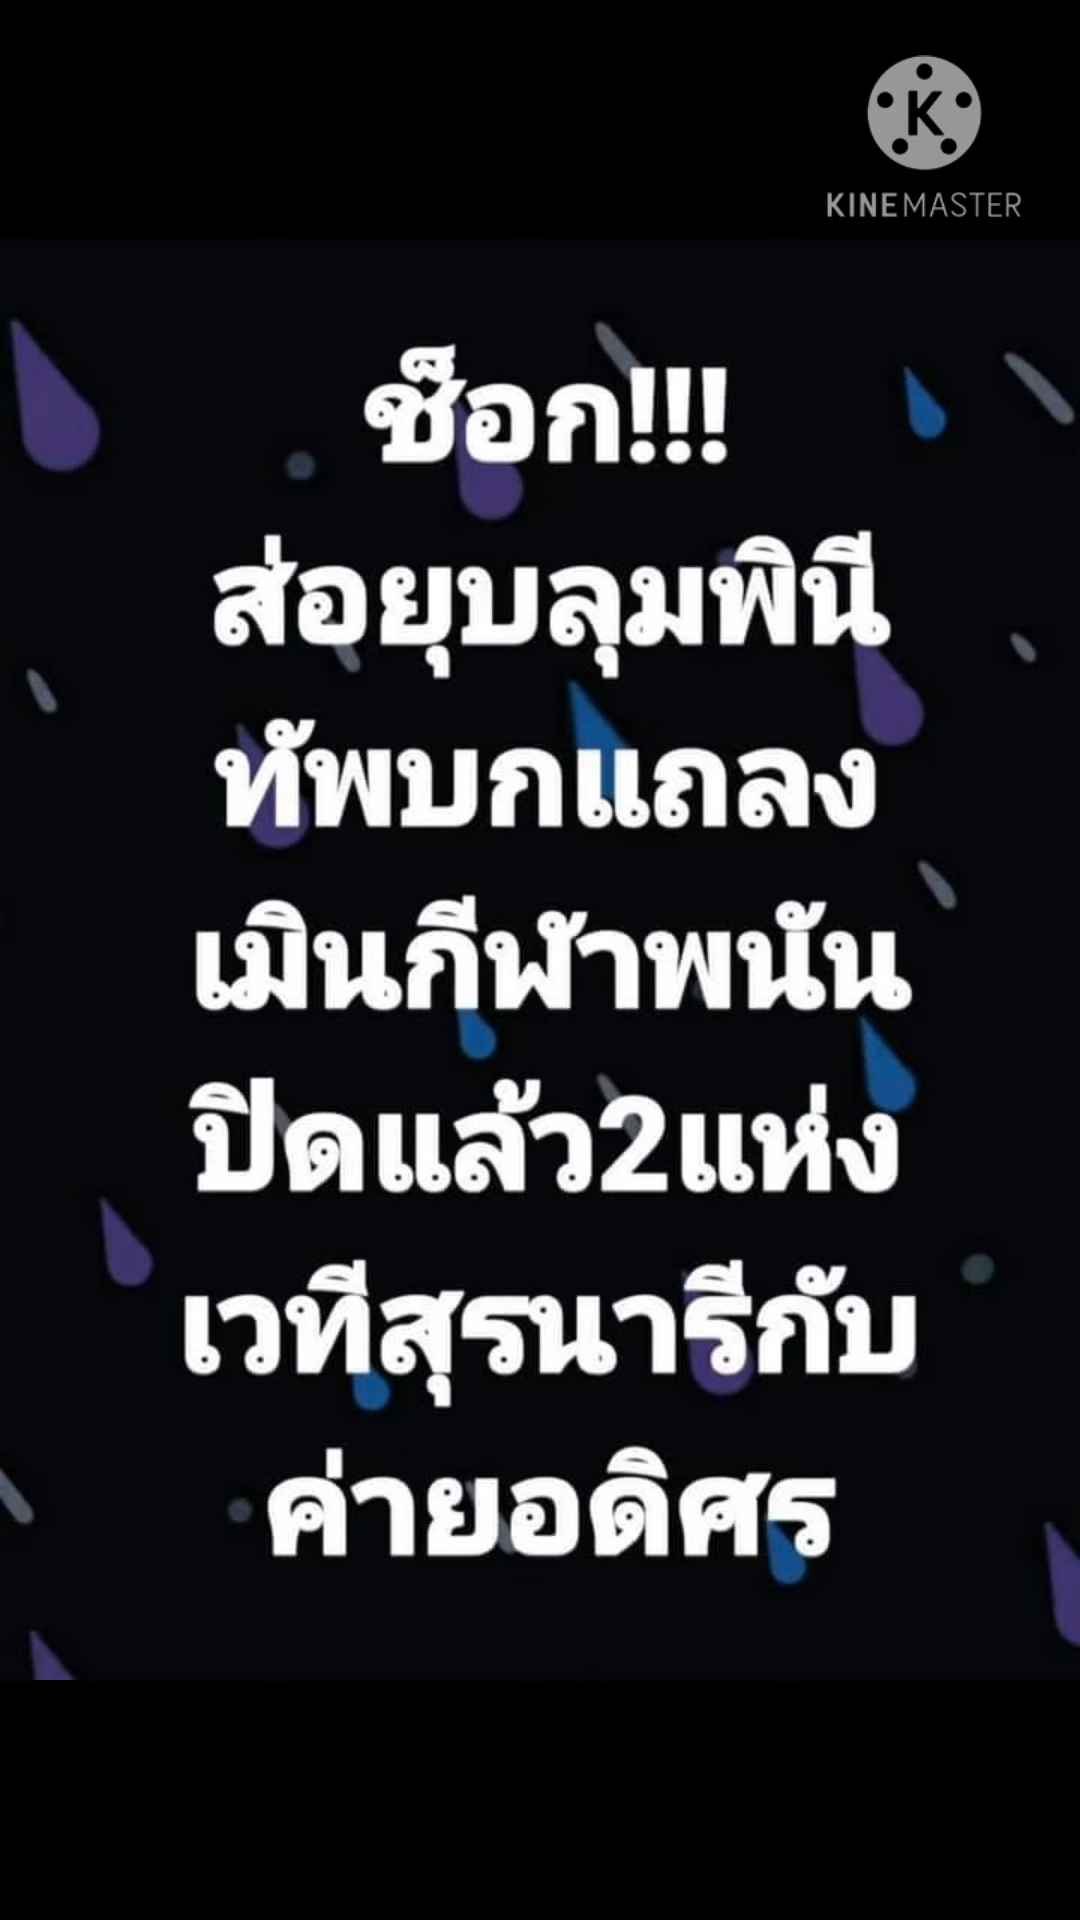 KINEMASTER
ช็อก!!!
ส่อยุบลุมพินี
ทัพบกแถลง
เมินกีฬาพนัน
ปิดแล้ว2แห่ง
เวทีสุรนารีกับ
ค่ายอดิศร